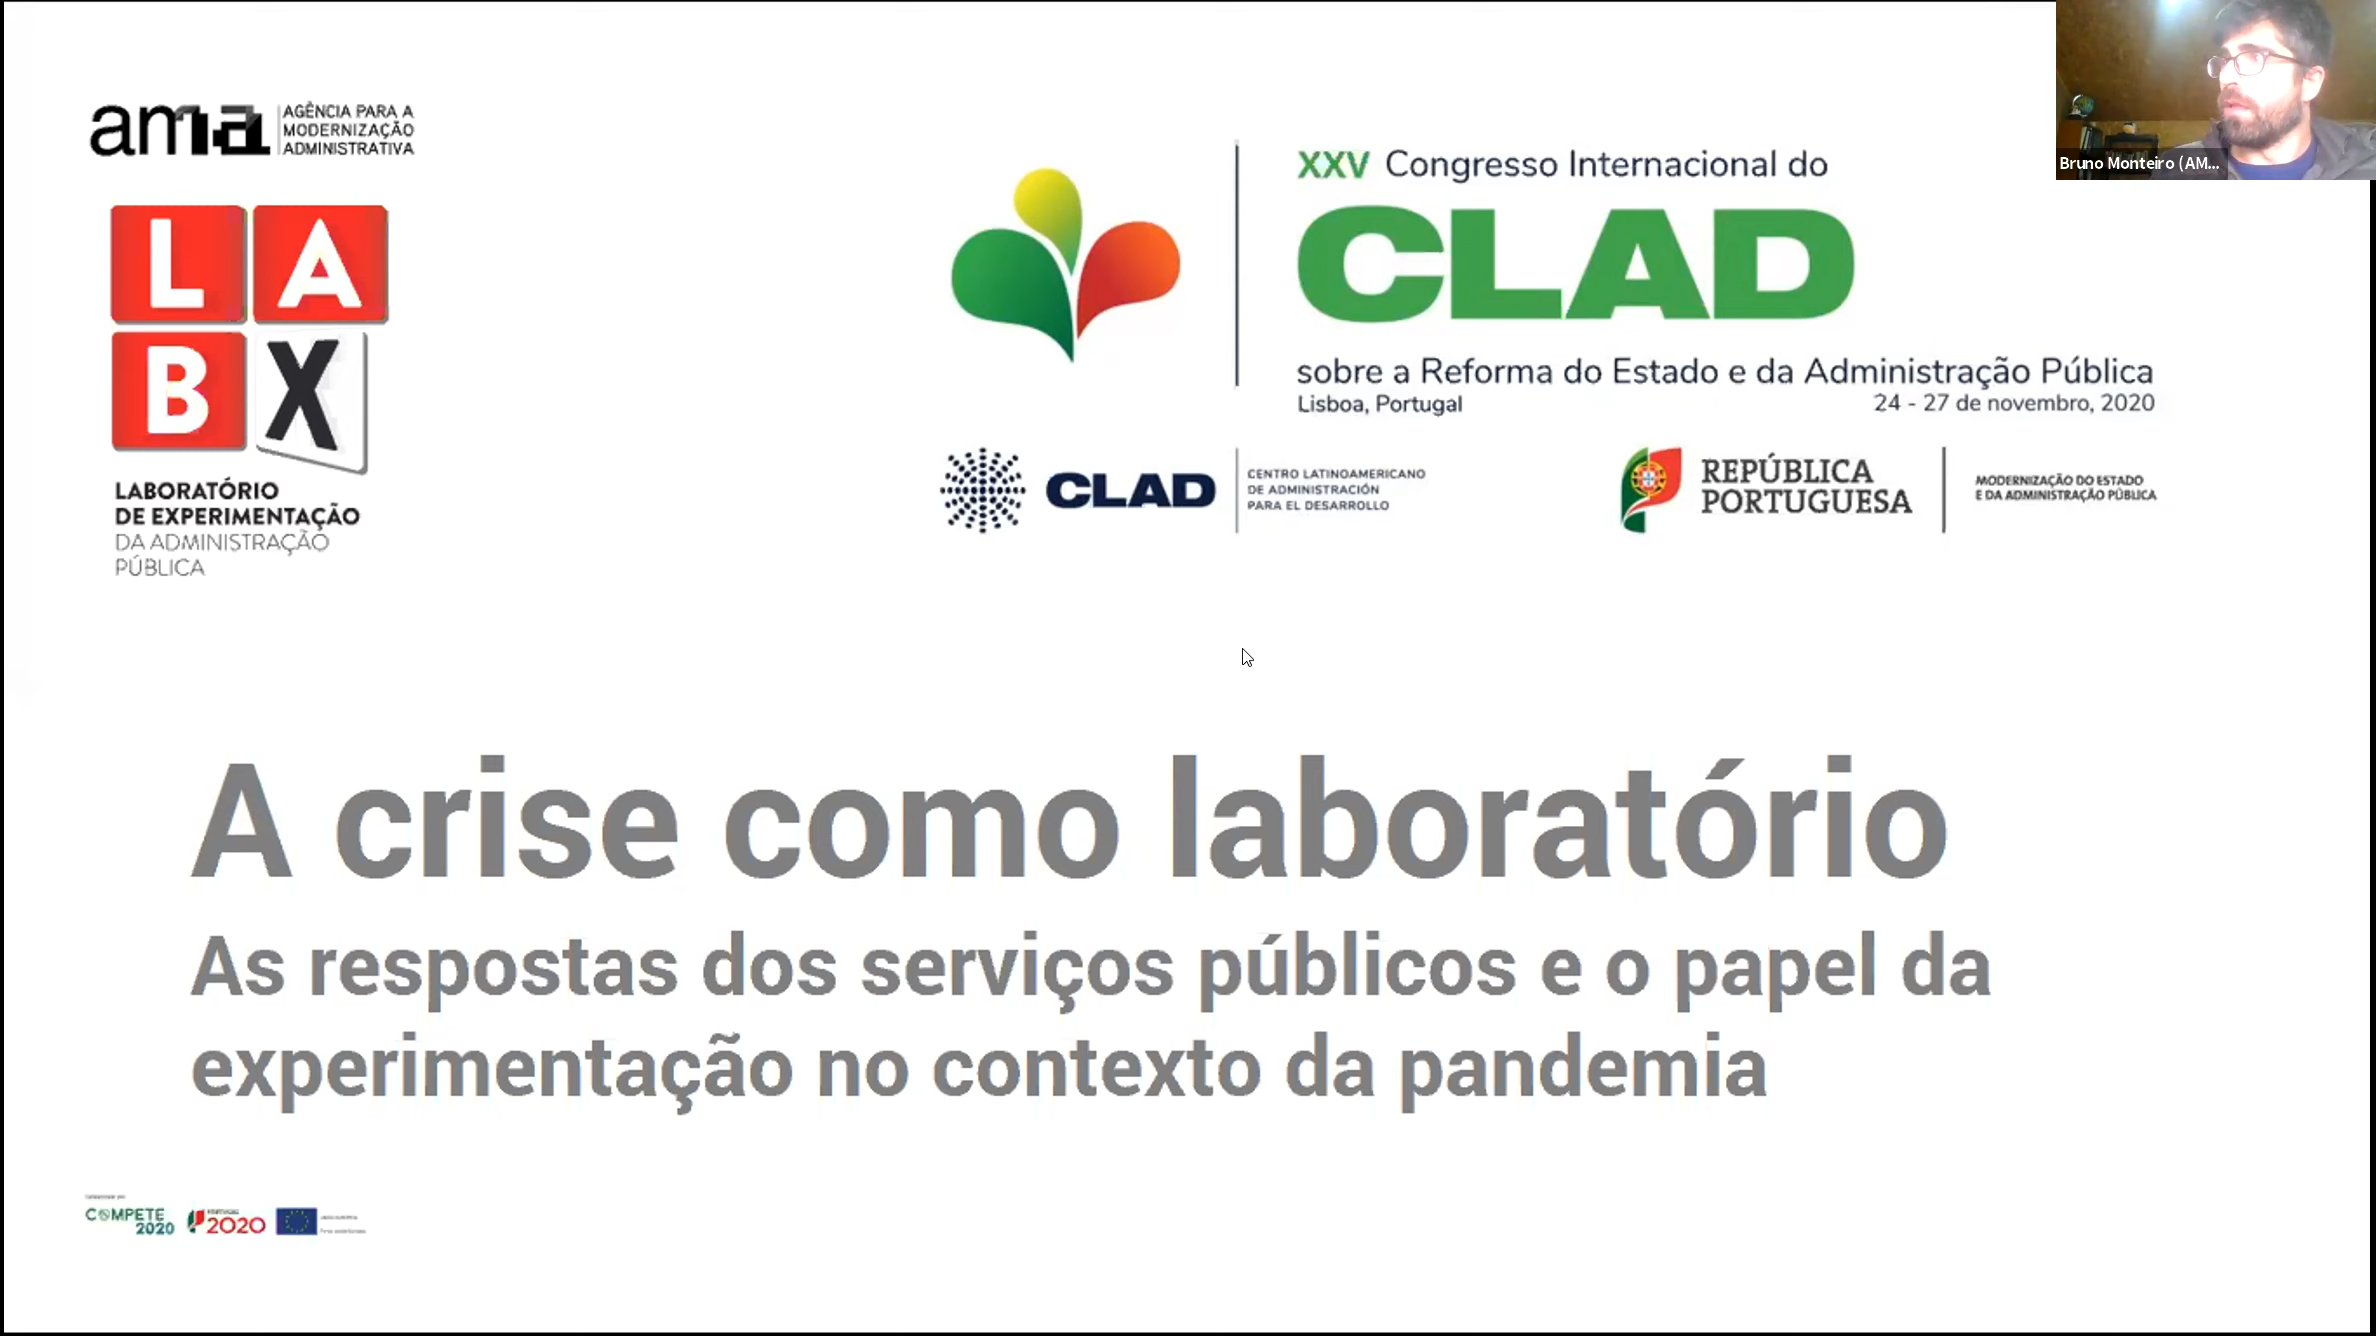 ama
AGÊNCIA PARA A
MODERNIZAÇÃO
ADMINISTRATIVA
L A
B X
LABORATÓRIO
DE EXPERIMENTAÇÃO
DA ADMINISTRAÇÃO
PÚBLICA
XXV Congresso Internacional do
CLAD
sobre a Reforma do Estado e da Administração Pública
Lisboa, Portugal
24 - 27 de novembro, 2020
CLAD
CENTRO LATINOAMERICANO
DE ADMINISTRACIÓN
PARA EL DESARROLLO
REPÚBLICA
PORTUGUESA
MODERNIZAÇÃO DO ESTADO
E DA ADMINISTRAÇÃO PÚBLICA
Bruno Monteiro (AM...
A crise como laboratório
As respostas dos serviços públicos e o papel da
experimentação no contexto da pandemia
COMPETE
2020
2020